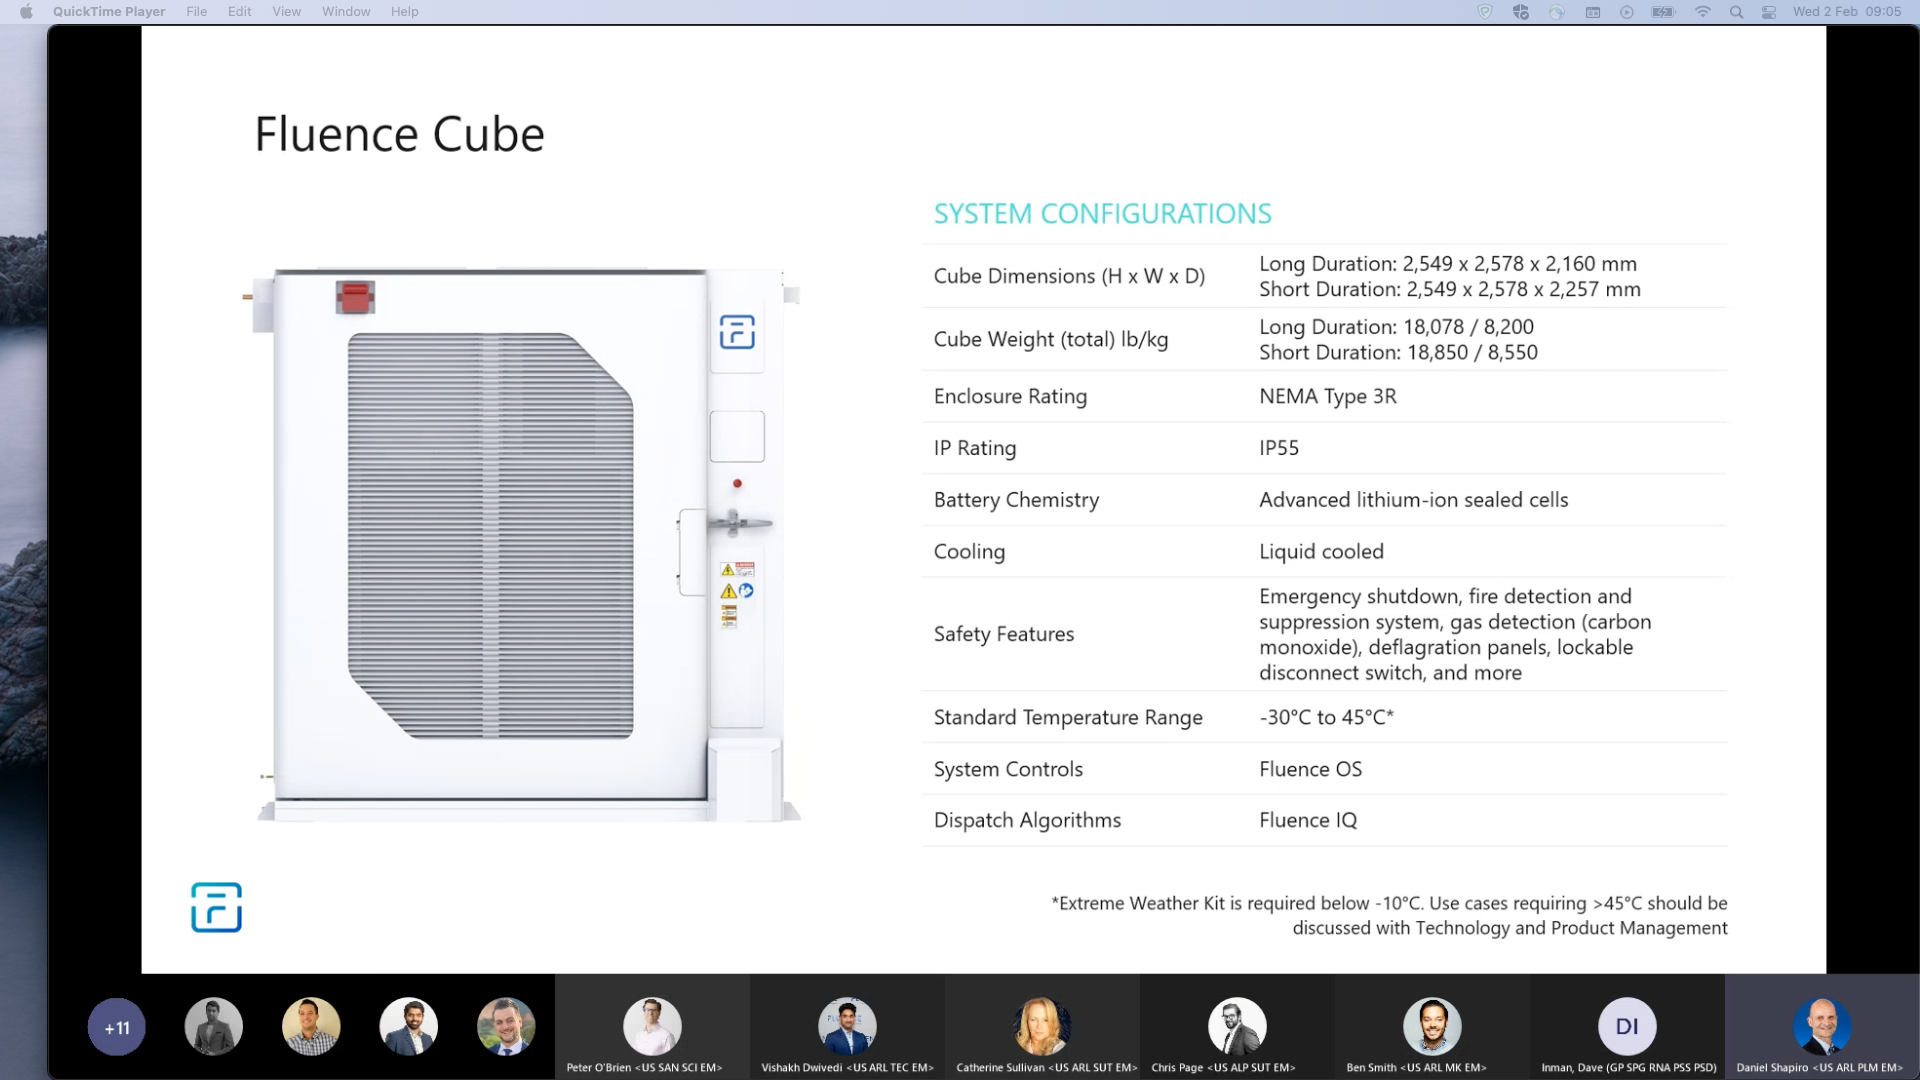 QuickTime Player File Edit View Window Help Wed 2 Feb 09:05
Fluence Cube
SYSTEM CONFIGURATIONS
Cube Dimensions (H x W x D)
Long Duration: 2,549 x 2,578 x 2,160 mm
Short Duration: 2,549 x 2,578 x 2,257 mm
Cube Weight (total) lb/kg
Long Duration: 18,078 / 8,200
Short Duration: 18,850 / 8,550
Enclosure Rating NEMA Type 3R
IP Rating IP55
Battery Chemistry Advanced lithium-ion sealed cells
Cooling Liquid cooled
Safety Features
Emergency shutdown, fire detection and
suppression system, gas detection (carbon
monoxide), deflagration panels, lockable
disconnect switch, and more
Standard Temperature Range -30°C to 45°C*
System Controls Fluence OS
Dispatch Algorithms Fluence IQ
*Extreme Weather Kit is required below -10°C. Use cases requiring >45°C should be
discussed with Technology and Product Management
+11
DI
Peter O'Brien <US SAN SCI EM>
Vishakh Dwivedi <US ARL TEC EM>
Catherine Sullivan <US ARL SUT EM>
Chris Page <US ALP SUT EM>
Ben Smith <US ARL MK EM>
Inman, Dave (GP SPG RNA PSS PSD)
Daniel Shapiro <US ARL PLM EM>